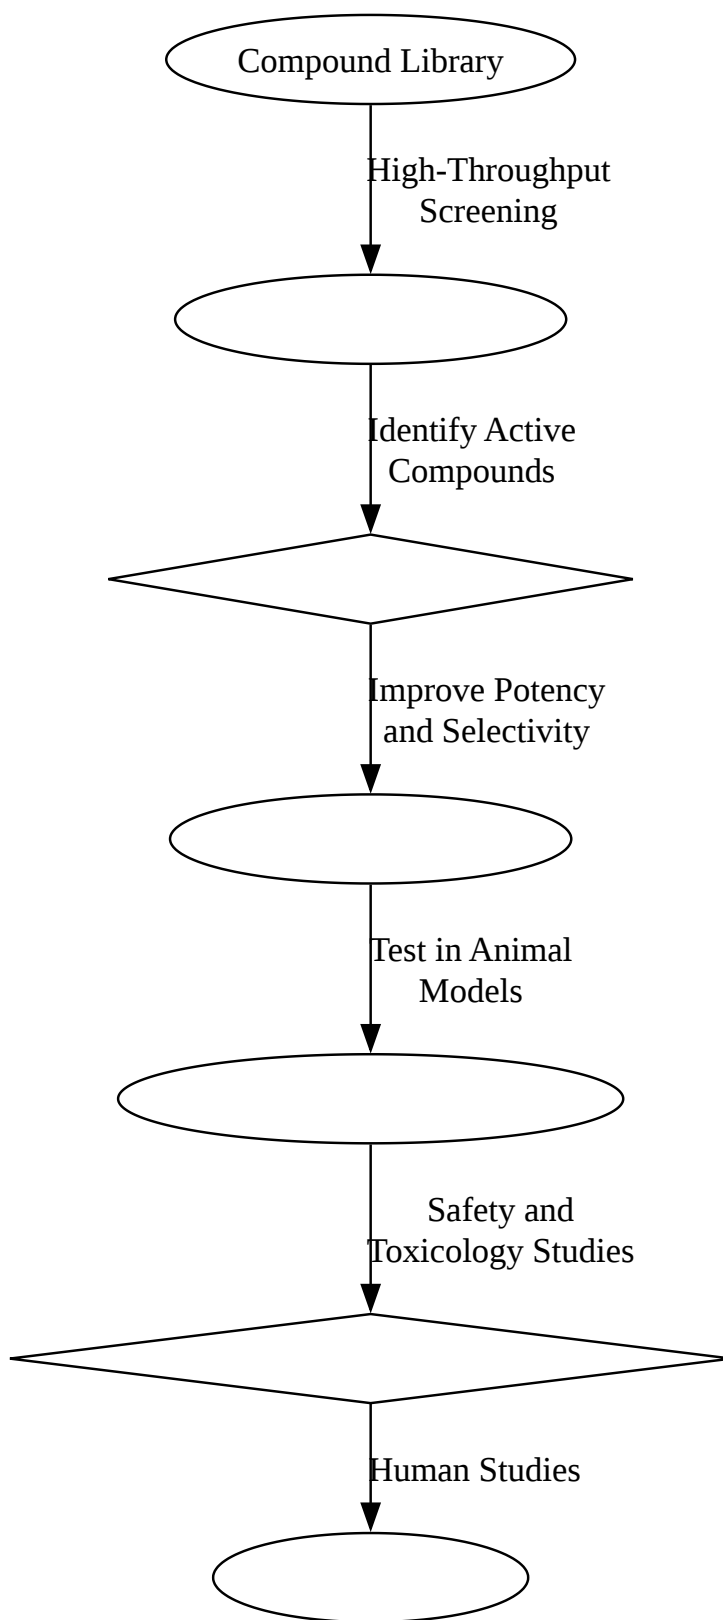 Compound Library
High-Throughput
Screening
Identify Active
Compounds
Improve Potency
and Selectivity
Test in Animal
Models
Safety and
Toxicology Studies
Human Studies